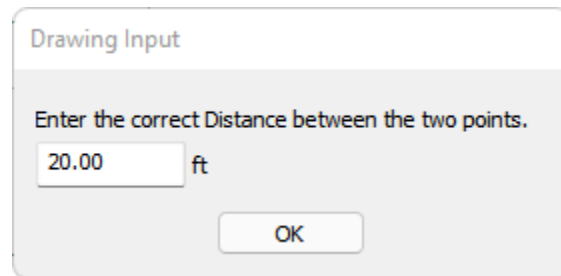 Drawing Input
Enter the correct Distance between the two points.
20.00 ft
OK